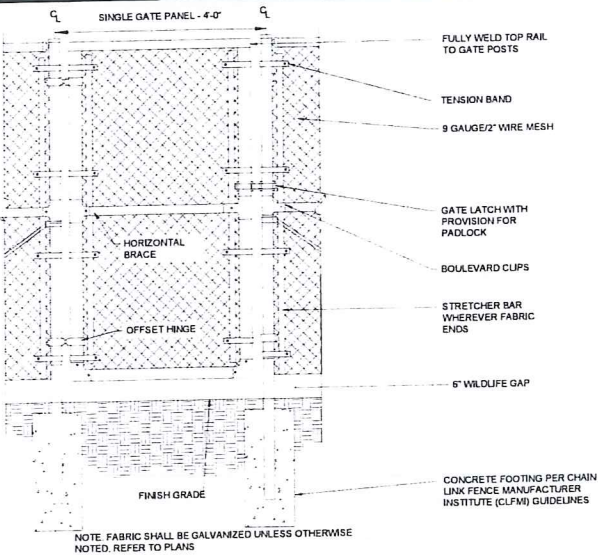 ℄ SINGLE GATE PANEL - 4'-0" ℄
FULLY WELD TOP RAIL
TO GATE POSTS
TENSION BAND
9 GAUGE/2" WIRE MESH
GATE LATCH WITH
PROVISION FOR
PADLOCK
HORIZONTAL
BRACE
BOULEVARD CLIPS
STRETCHER BAR
WHEREVER FABRIC
ENDS
OFFSET HINGE
6" WILDLIFE GAP
FINISH GRADE
CONCRETE FOOTING PER CHAIN
LINK FENCE MANUFACTURER
INSTITUTE (CLFMI) GUIDELINES
NOTE. FABRIC SHALL BE GALVANIZED UNLESS OTHERWISE
NOTED. REFER TO PLANS